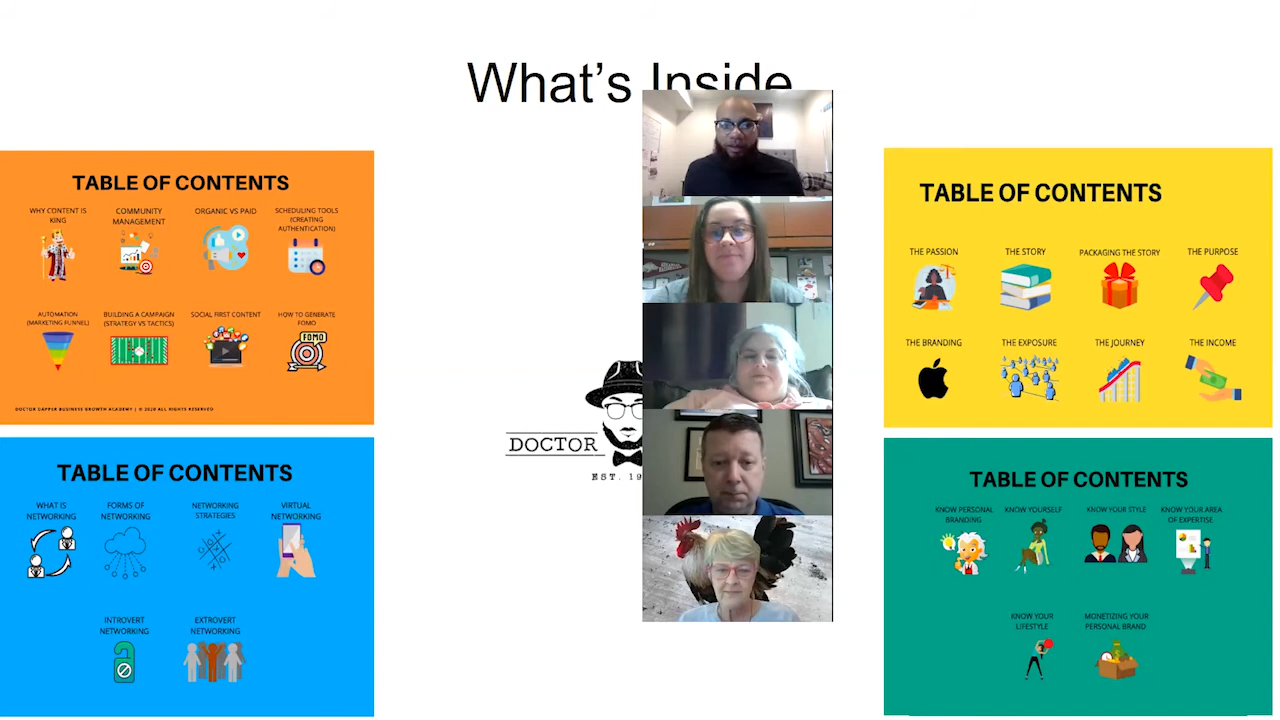 What's Inside
TABLE OF CONTENTS
WHY CONTENT IS
KING
COMMUNITY
MANAGEMENT
ORGANIC VS PAID
SCHEDULING TOOLS
(CREATING
AUTHENTICATION)
AUTOMATION
(MARKETING FUNNEL)
BUILDING A CAMPAIGN
(STRATEGY VS TACTICS)
SOCIAL FIRST CONTENT
HOW TO GENERATE
FOMO
FOMO
DOCTOR DAPPER BUSINESS GROWTH ACADEMY | © 2020 ALL RIGHTS RESERVED
DOCTOR
EST. 19
TABLE OF CONTENTS
THE PASSION
THE STORY
PACKAGING THE STORY
THE PURPOSE
THE BRANDING
THE EXPOSURE
THE JOURNEY
THE INCOME
TABLE OF CONTENTS
WHAT IS
NETWORKING
FORMS OF
NETWORKING
NETWORKING
STRATEGIES
VIRTUAL
NETWORKING
INTROVERT
NETWORKING
EXTROVERT
NETWORKING
TABLE OF CONTENTS
KNOW PERSONAL
BRANDING
KNOW YOURSELF
KNOW YOUR STYLE
KNOW YOUR AREA
OF EXPERTISE
KNOW YOUR
LIFESTYLE
MONETIZING YOUR
PERSONAL BRAND